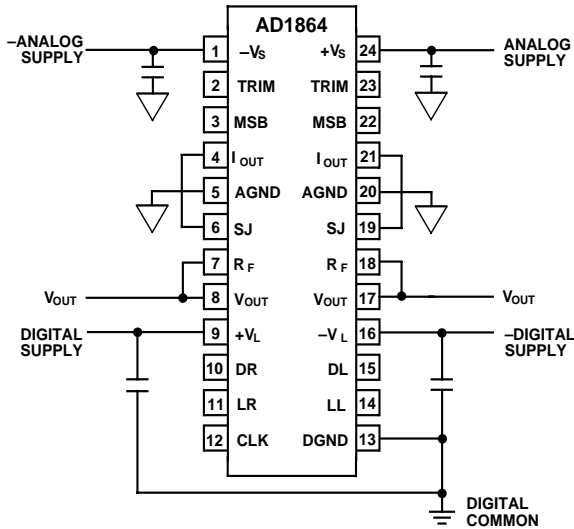 AD1864
–ANALOG SUPPLY
1 –VS +VS 24
ANALOG SUPPLY
2 TRIM TRIM 23
3 MSB MSB 22
4 IOUT IOUT 21
5 AGND AGND 20
6 SJ SJ 19
7 RF RF 18
VOUT 8 VOUT VOUT 17 VOUT
DIGITAL SUPPLY
9 +VL –VL 16
–DIGITAL SUPPLY
10 DR DL 15
11 LR LL 14
12 CLK DGND 13
DIGITAL COMMON